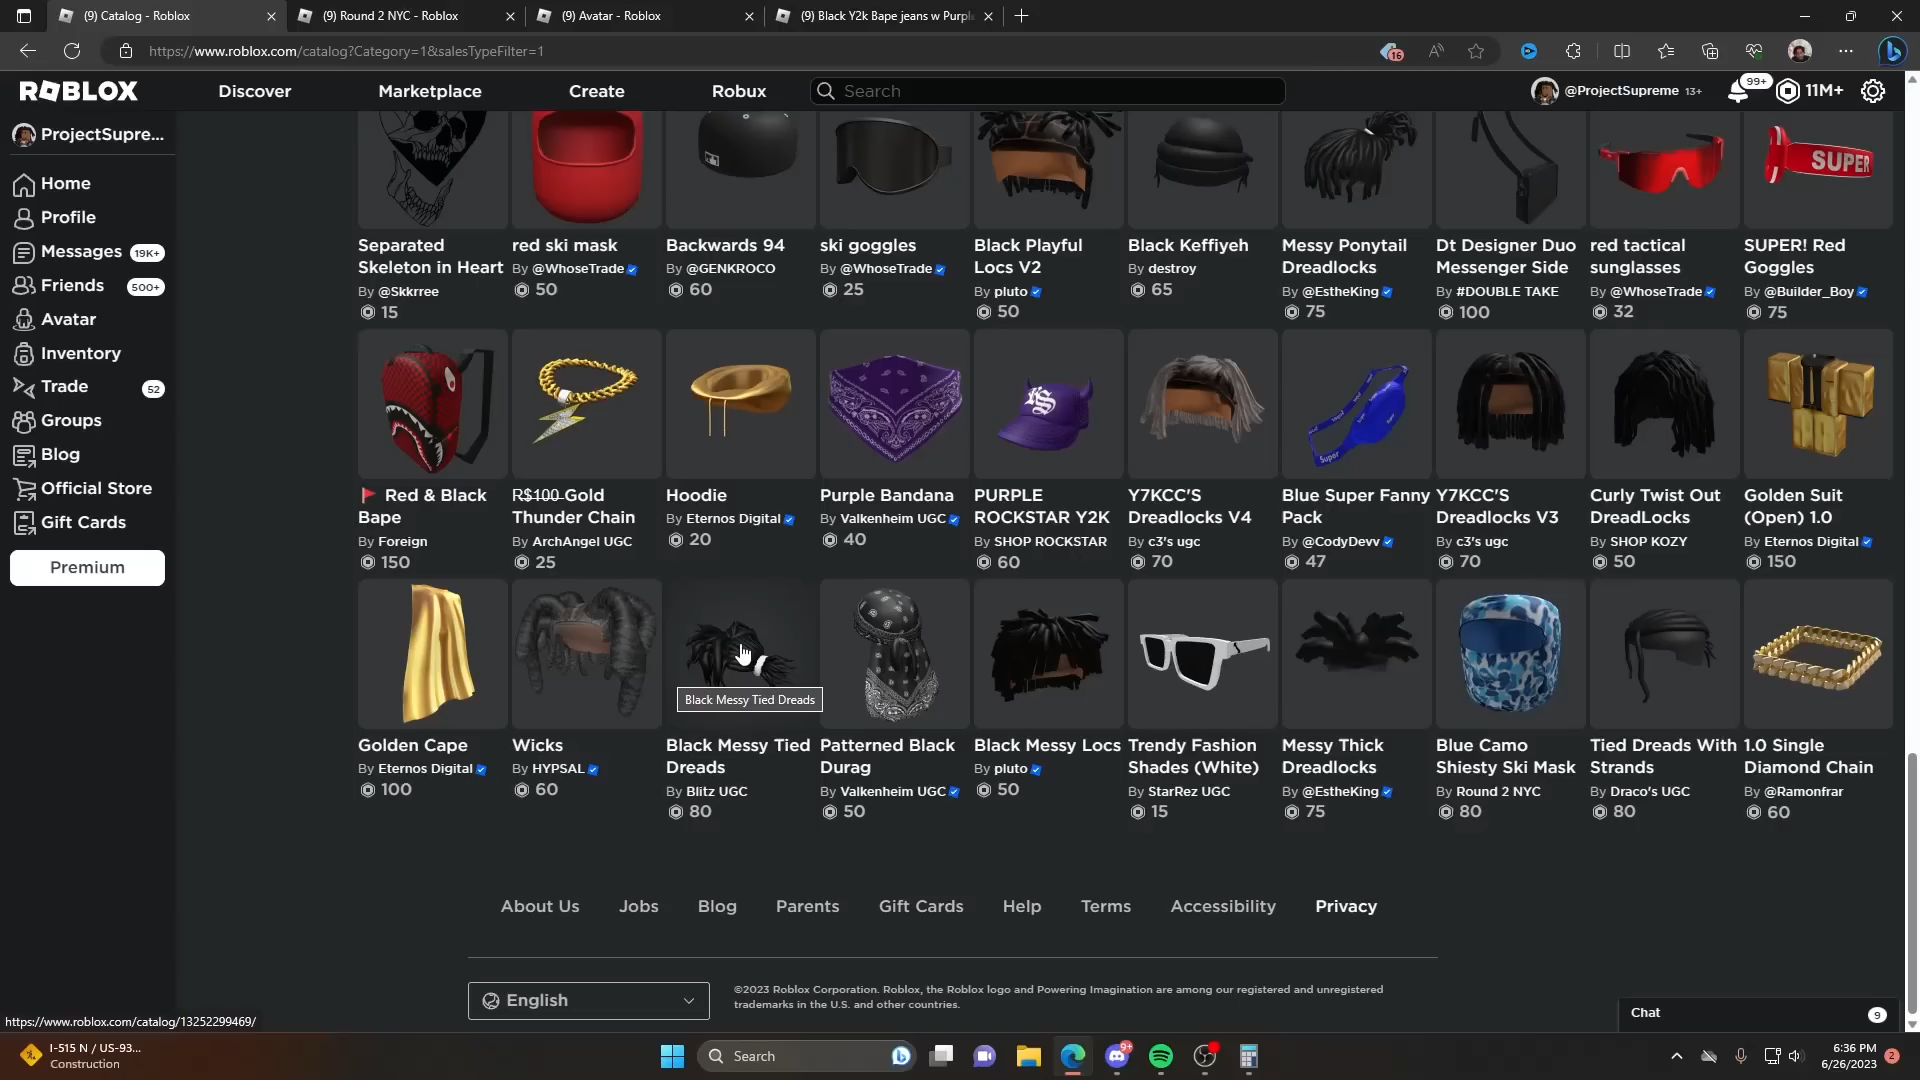 (9) Catalog - Roblox
(9) Round 2 NYC - Roblox
(9) Avatar - Roblox
(9) Black Y2k Bape jeans w Purpl
https://www.roblox.com/catalog?Category=1&salesTypeFilter=1
16
ROBLOX
Discover
Marketplace
Create
Robux
Search
@ProjectSupreme 13+
99+
11M+
ProjectSupre...
Home
Profile
Messages 19K+
Friends 500+
Avatar
Inventory
Trade 52
Groups
Blog
Official Store
Gift Cards
Premium
SUPER
Separated
Skeleton in Heart
By @Skkrree
15
red ski mask
By @WhoseTrade
50
Backwards 94
By @GENKROCO
60
ski goggles
By @WhoseTrade
25
Black Playful
Locs V2
By pluto
50
Black Keffiyeh
By destroy
65
Messy Ponytail
Dreadlocks
By @EstheKing
75
Dt Designer Duo
Messenger Side
By #DOUBLE TAKE
100
red tactical
sunglasses
By @WhoseTrade
32
SUPER! Red
Goggles
By @Builder_Boy
75
RS
Super
Red & Black
Bape
By Foreign
150
R$100 Gold
Thunder Chain
By ArchAngel UGC
25
Hoodie
By Eternos Digital
20
Purple Bandana
By Valkenheim UGC
40
PURPLE
ROCKSTAR Y2K
By SHOP ROCKSTAR
60
Y7KCC'S
Dreadlocks V4
By c3's ugc
70
Blue Super Fanny
Pack
By @CodyDevv
47
Y7KCC'S
Dreadlocks V3
By c3's ugc
70
Curly Twist Out
DreadLocks
By SHOP KOZY
50
Golden Suit
(Open) 1.0
By Eternos Digital
150
Black Messy Tied Dreads
Golden Cape
By Eternos Digital
100
Wicks
By HYPSAL
60
Black Messy Tied
Dreads
By Blitz UGC
80
Patterned Black
Durag
By Valkenheim UGC
50
Black Messy Locs
By pluto
50
Trendy Fashion
Shades (White)
By StarRez UGC
15
Messy Thick
Dreadlocks
By @EstheKing
75
Blue Camo
Shiesty Ski Mask
By Round 2 NYC
80
Tied Dreads With
Strands
By Draco's UGC
80
1.0 Single
Diamond Chain
By @Ramonfrar
60
About Us
Jobs
Blog
Parents
Gift Cards
Help
Terms
Accessibility
Privacy
English
©2023 Roblox Corporation. Roblox, the Roblox logo and Powering Imagination are among our registered and unregistered
trademarks in the U.S. and other countries.
Chat
9
https://www.roblox.com/catalog/13252299469/
I-515 N / US-93...
Construction
Search
9+
6:36 PM
6/26/2023
2